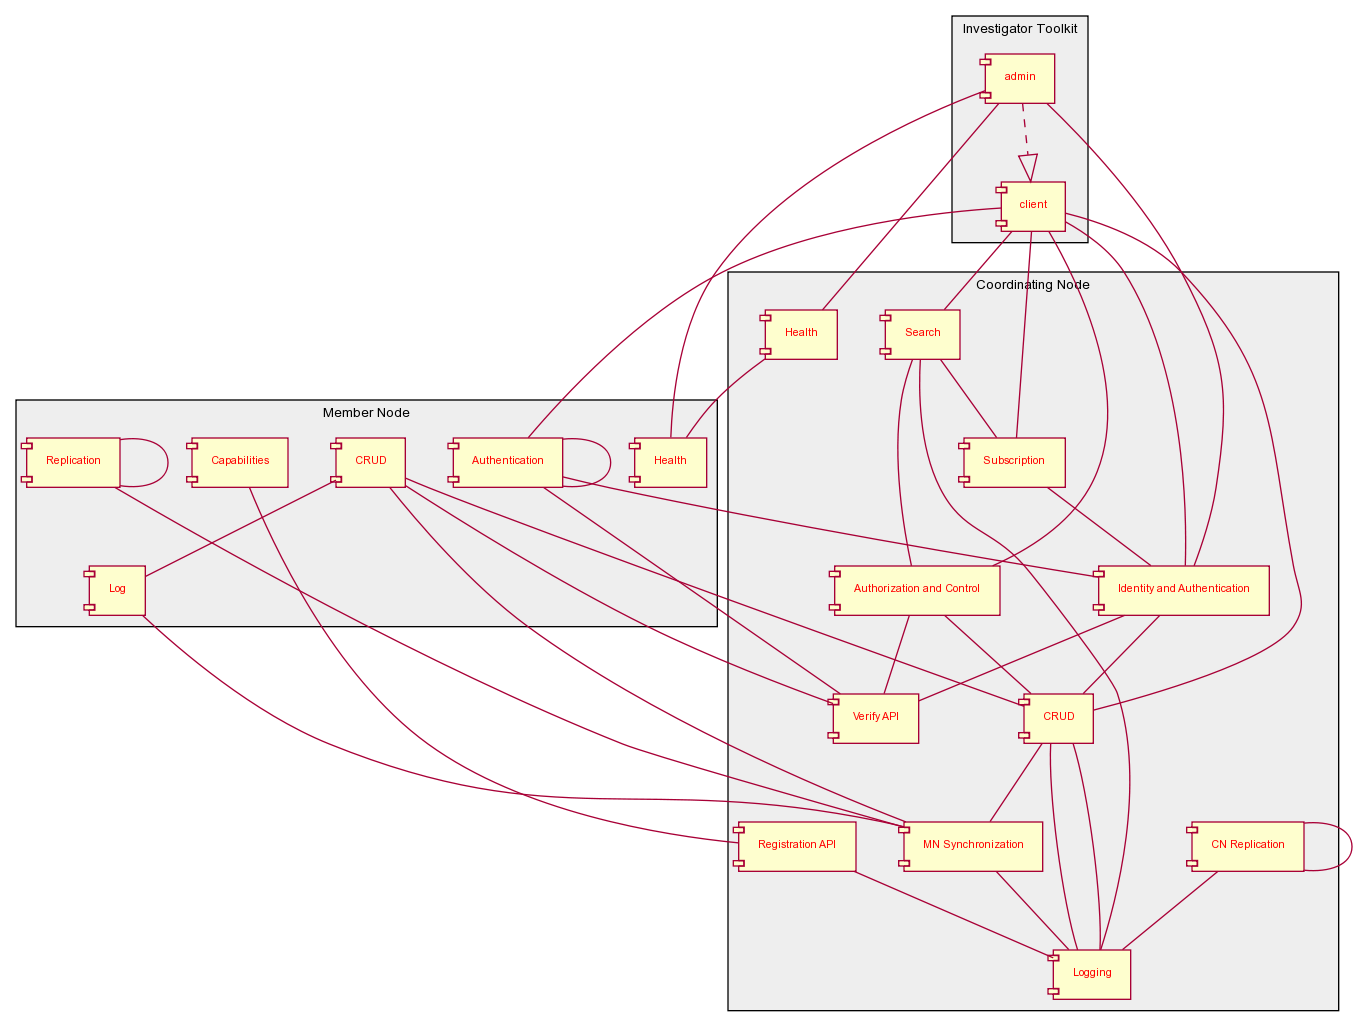 Investigator Toolkit
admin
client
Coordinating Node
Health
Search
Member Node
Replication
Capabilities
CRUD
Authentication
Health
Subscription
Log
Authorization and Control
Identity and Authentication
Verify API
CRUD
Registration API
MN Synchronization
CN Replication
Logging